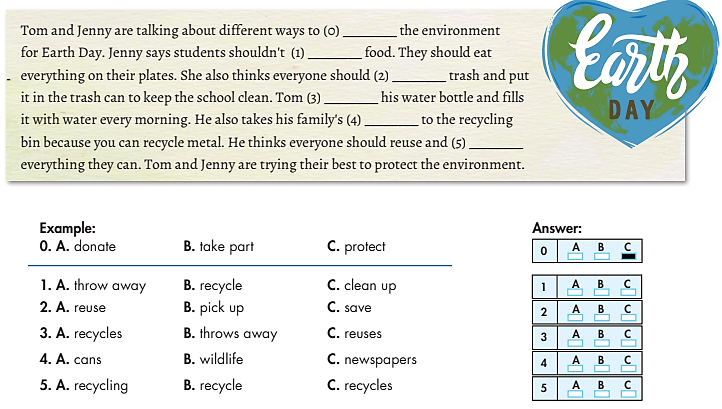 Tom and Jenny are talking about different ways to (0) ________ the environment
for Earth Day. Jenny says students shouldn't (1) ________ food. They should eat
everything on their plates. She also thinks everyone should (2) ________ trash and put
it in the trash can to keep the school clean. Tom (3) ________ his water bottle and fills
it with water every morning. He also takes his family's (4) ________ to the recycling
bin because you can recycle metal. He thinks everyone should reuse and (5) ________
everything they can. Tom and Jenny are trying their best to protect the environment.
Earth
DAY
Example:
0. A. donate B. take part C. protect
1. A. throw away B. recycle C. clean up
2. A. reuse B. pick up C. save
3. A. recycles B. throws away C. reuses
4. A. cans B. wildlife C. newspapers
5. A. recycling B. recycle C. recycles
Answer:
0 A B C
1 A B C
2 A B C
3 A B C
4 A B C
5 A B C